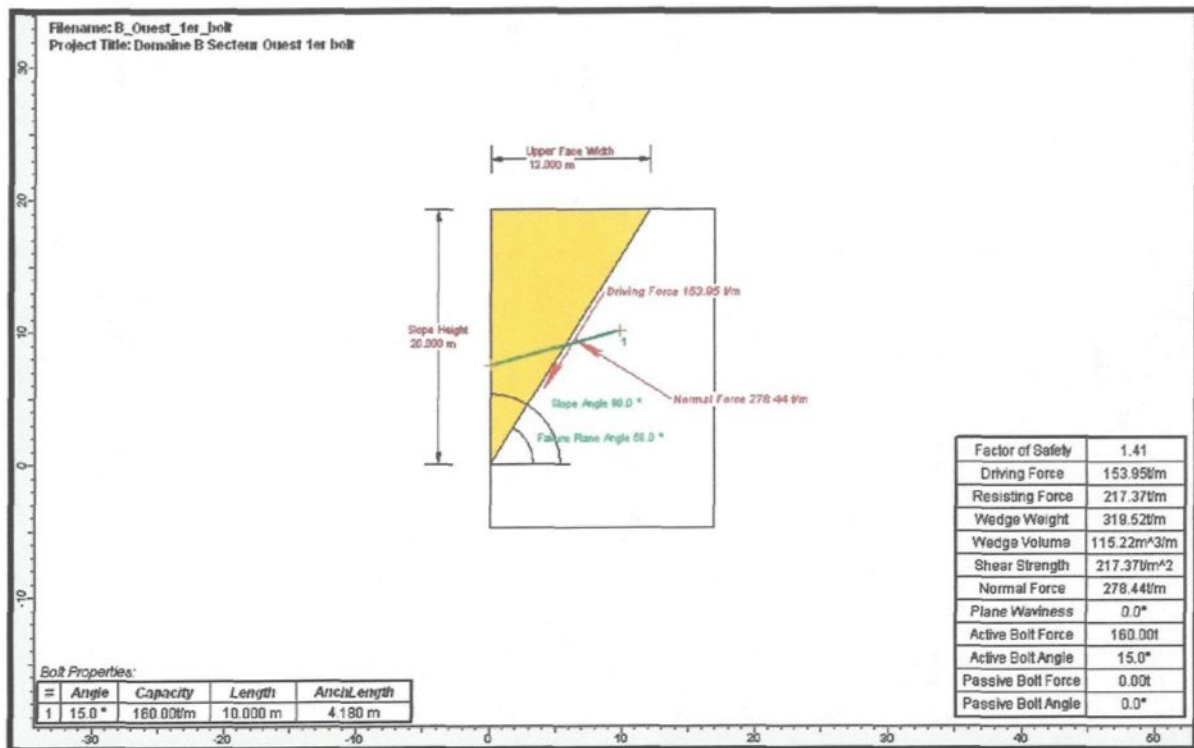 Filename: B_Ouest_1er_bolt
Project Title: Domaine B Secteur Ouest 1er bolt
30
20
10
0
-10
Upper Face Width
12.000 m
Slope Height
20.000 m
Driving Force 153.95 t/m
1
Normal Force 278.44 t/m
Slope Angle 90.0 °
Failure Plane Angle 58.0 °
Factor of Safety 1.41
Driving Force 153.95t/m
Resisting Force 217.37t/m
Wedge Weight 319.52t/m
Wedge Volume 115.22m^3/m
Shear Strength 217.37t/m^2
Normal Force 278.44t/m
Plane Waviness 0.0°
Active Bolt Force 160.00t
Active Bolt Angle 15.0°
Passive Bolt Force 0.00t
Passive Bolt Angle 0.0°
Bolt Properties:
# Angle Capacity Length AnchLength
1 15.0 ° 160.00t/m 10.000 m 4.180 m
-30 -20 -10 0 10 20 30 40 50